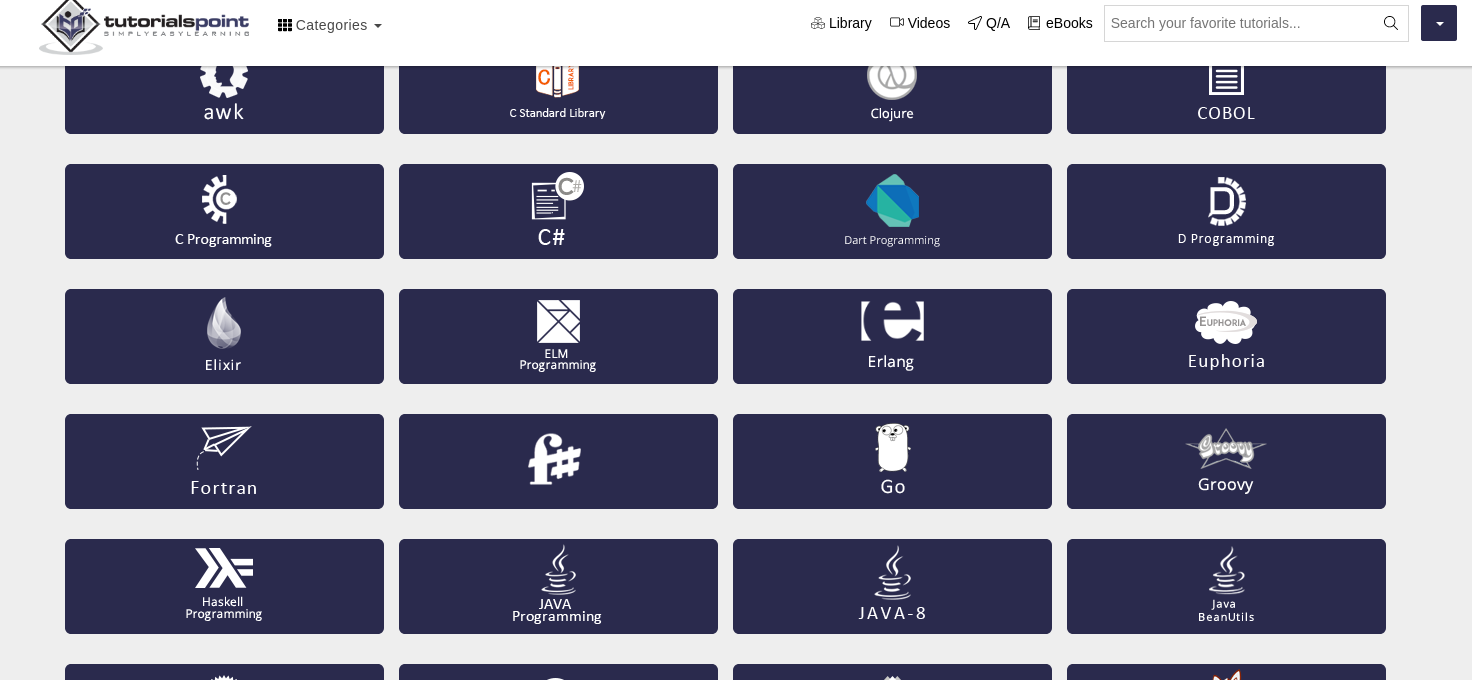 tutorialspoint
SIMPLYEASYLEARNING
Categories
Library
Videos
Q/A
eBooks
Search your favorite tutorials...
awk
C
LIBRARY
C Standard Library
Clojure
COBOL
C
C Programming
C#
C#
Dart Programming
D
D Programming
Elixir
ELM
Programming
e
Erlang
EUPHORIA
Euphoria
Fortran
f#
Go
Groovy
Groovy
Haskell
Programming
JAVA
Programming
JAVA-8
Java
BeanUtils